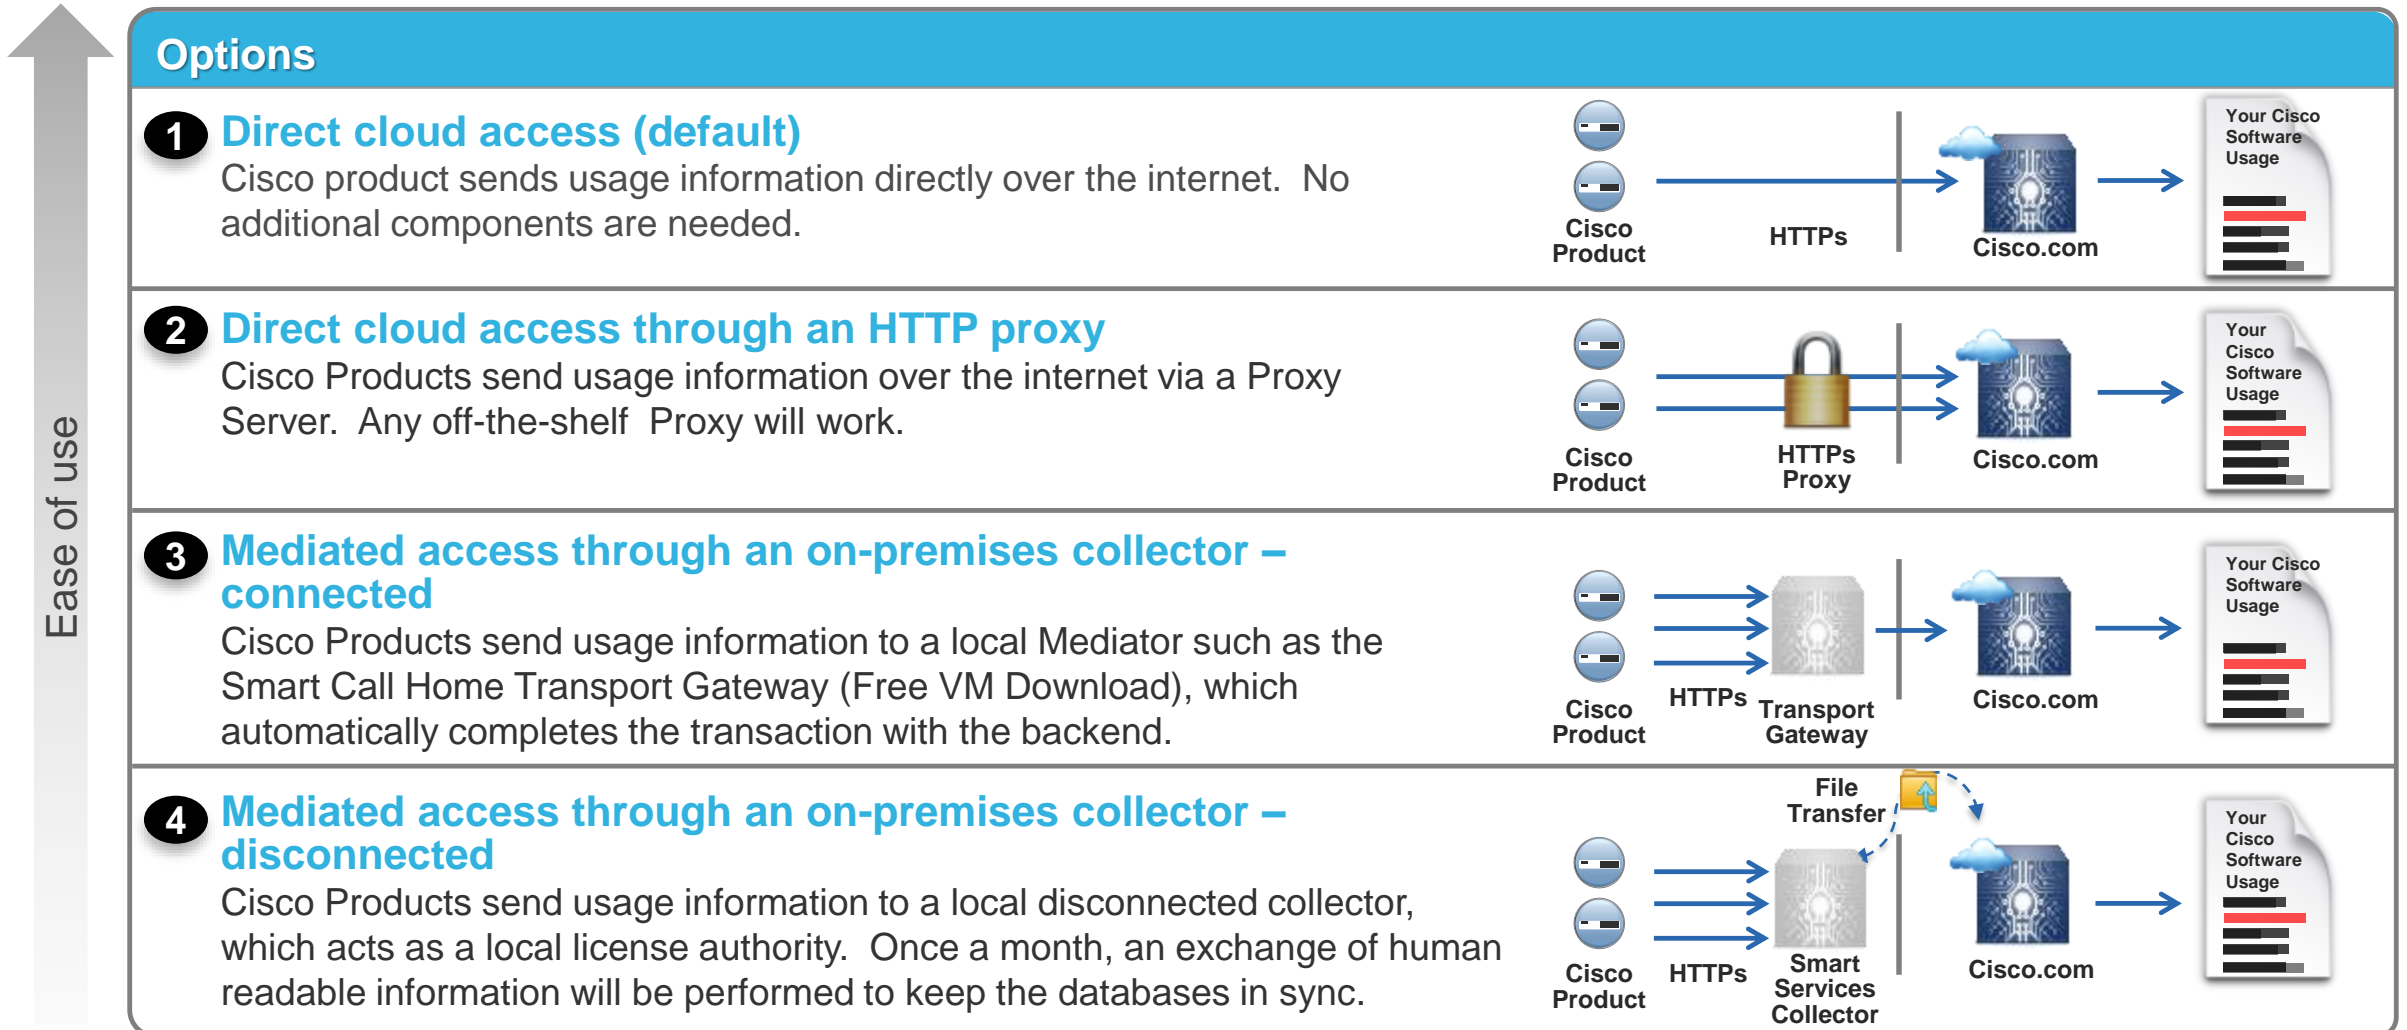 Ease of use
Options
1 Direct cloud access (default)
Cisco product sends usage information directly over the internet.  No
additional components are needed.
Cisco
Product
HTTPs
Cisco.com
Your Cisco
Software
Usage
2 Direct cloud access through an HTTP proxy
Cisco Products send usage information over the internet via a Proxy
Server.  Any off-the-shelf  Proxy will work.
Cisco
Product
HTTPs
Proxy
Cisco.com
Your
Cisco
Software
Usage
3 Mediated access through an on-premises collector –
connected
Cisco Products send usage information to a local Mediator such as the
Smart Call Home Transport Gateway (Free VM Download), which
automatically completes the transaction with the backend.
Cisco
Product
HTTPs
Transport
Gateway
Cisco.com
Your Cisco
Software
Usage
4 Mediated access through an on-premises collector –
disconnected
Cisco Products send usage information to a local disconnected collector,
which acts as a local license authority.  Once a month, an exchange of human
readable information will be performed to keep the databases in sync.
File
Transfer
Cisco
Product
HTTPs
Smart
Services
Collector
Cisco.com
Your
Cisco
Software
Usage